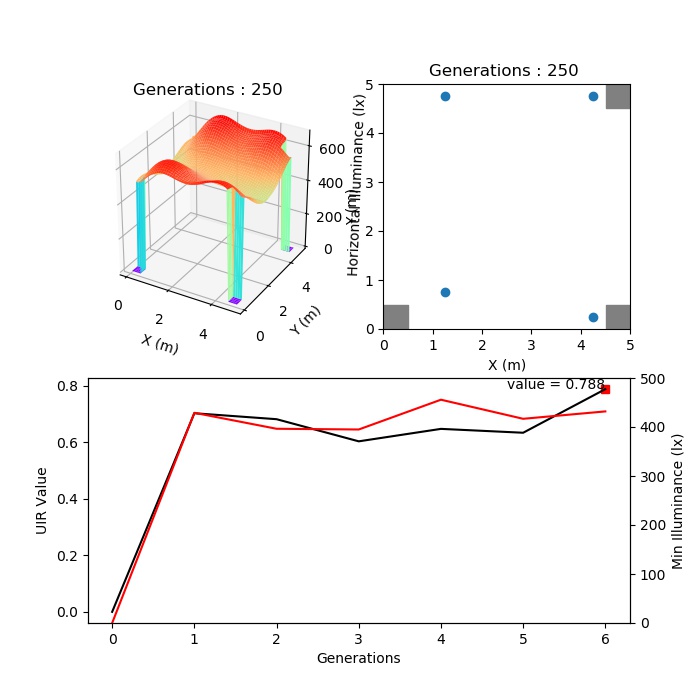 Generations : 250
600
400
200
0
0
2
4
X (m)
0
2
4
Y (m)
Horizontal Illuminance (lx)
Generations : 250
Y (m)
5
4
3
2
1
0
0 1 2 3 4 5
X (m)
value = 0.788
UIR Value
0.8
0.6
0.4
0.2
0.0
500
400
300
200
100
0
Min Illuminance (lx)
0 1 2 3 4 5 6
Generations